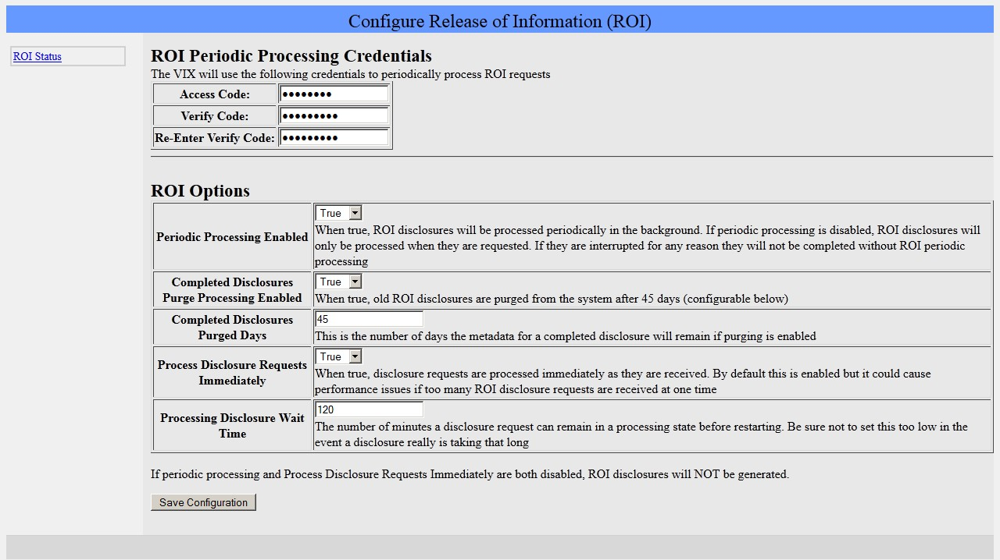 Configure Release of Information (ROI)
ROI Status
ROI Periodic Processing Credentials
The VIX will use the following credentials to periodically process ROI requests
Access Code: ••••••••
Verify Code: •••••••••
Re-Enter Verify Code: •••••••••
ROI Options
Periodic Processing Enabled
True
When true, ROI disclosures will be processed periodically in the background. If periodic processing is disabled, ROI disclosures will
only be processed when they are requested. If they are interrupted for any reason they will not be completed without ROI periodic
processing
Completed Disclosures
Purge Processing Enabled
True
When true, old ROI disclosures are purged from the system after 45 days (configurable below)
Completed Disclosures
Purged Days
45
This is the number of days the metadata for a completed disclosure will remain if purging is enabled
Process Disclosure Requests
Immediately
True
When true, disclosure requests are processed immediately as they are received. By default this is enabled but it could cause
performance issues if too many ROI disclosure requests are received at one time
Processing Disclosure Wait
Time
120
The number of minutes a disclosure request can remain in a processing state before restarting. Be sure not to set this too low in the
event a disclosure really is taking that long
If periodic processing and Process Disclosure Requests Immediately are both disabled, ROI disclosures will NOT be generated.
Save Configuration